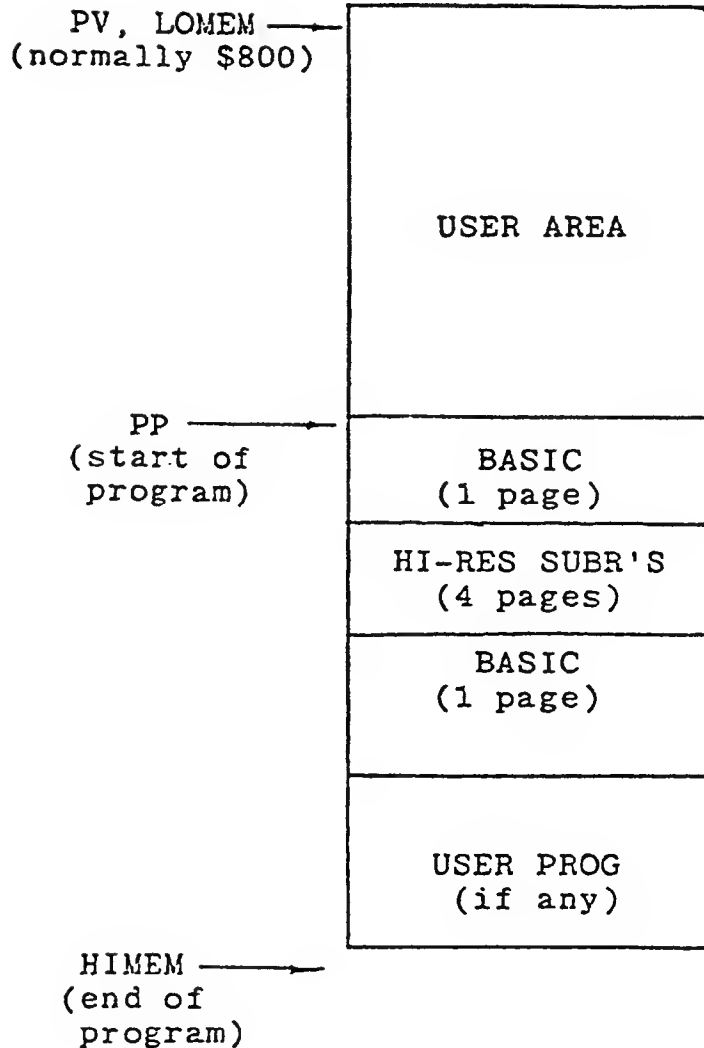 PV, LOMEM
(normally $800)
USER AREA
PP
(start of
program)
BASIC
(1 page)
HI-RES SUBR'S
(4 pages)
BASIC
(1 page)
USER PROG
(if any)
HIMEM
(end of
program)